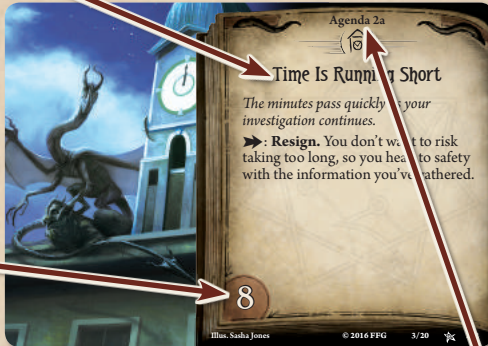 Agenda 2a
Time Is Running Short
The minutes pass quickly as your
investigation continues.
: Resign. You don't want to risk
taking too long, so you head to safety
with the information you've gathered.
8
Illus. Sasha Jones © 2016 FFG 3/20